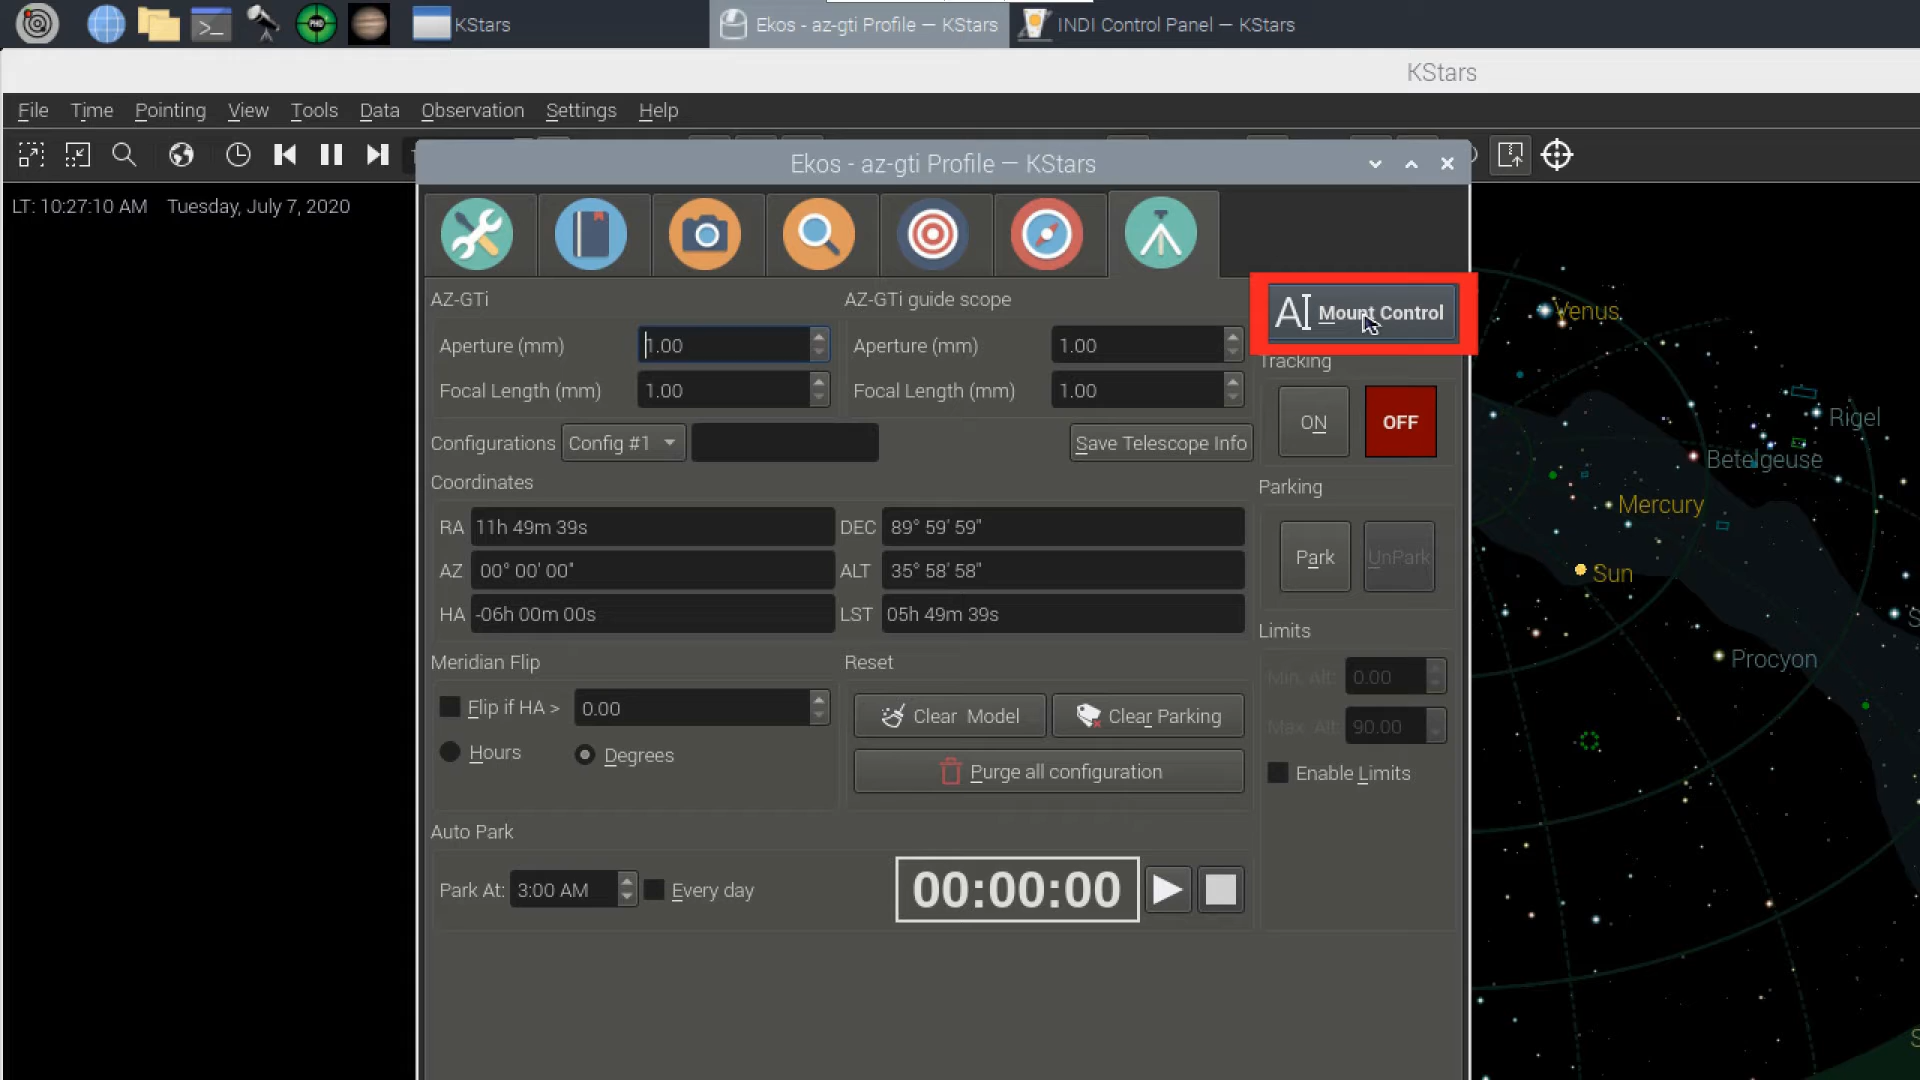 KStars
Ekos - az-gti Profile — KStars
INDI Control Panel — KStars
KStars
File Time Pointing View Tools Data Observation Settings Help
LT: 10:27:10 AM Tuesday, July 7, 2020
Ekos - az-gti Profile — KStars
AZ-GTi
AZ-GTi guide scope
Mount Control
Aperture (mm) 1.00
Aperture (mm) 1.00
Focal Length (mm) 1.00
Focal Length (mm) 1.00
Tracking
ON OFF
Configurations Config #1
Save Telescope Info
Coordinates
RA 11h 49m 39s
DEC 89° 59' 59"
AZ 00° 00' 00"
ALT 35° 58' 58"
HA -06h 00m 00s
LST 05h 49m 39s
Parking
Park UnPark
Meridian Flip
Flip if HA > 0.00
Hours Degrees
Reset
Clear Model Clear Parking
Purge all configuration
Limits
Min. Alt: 0.00
Max. Alt: 90.00
Enable Limits
Auto Park
Park At: 3:00 AM Every day
00:00:00
Venus
Rigel
Betelgeuse
Mercury
Sun
Procyon